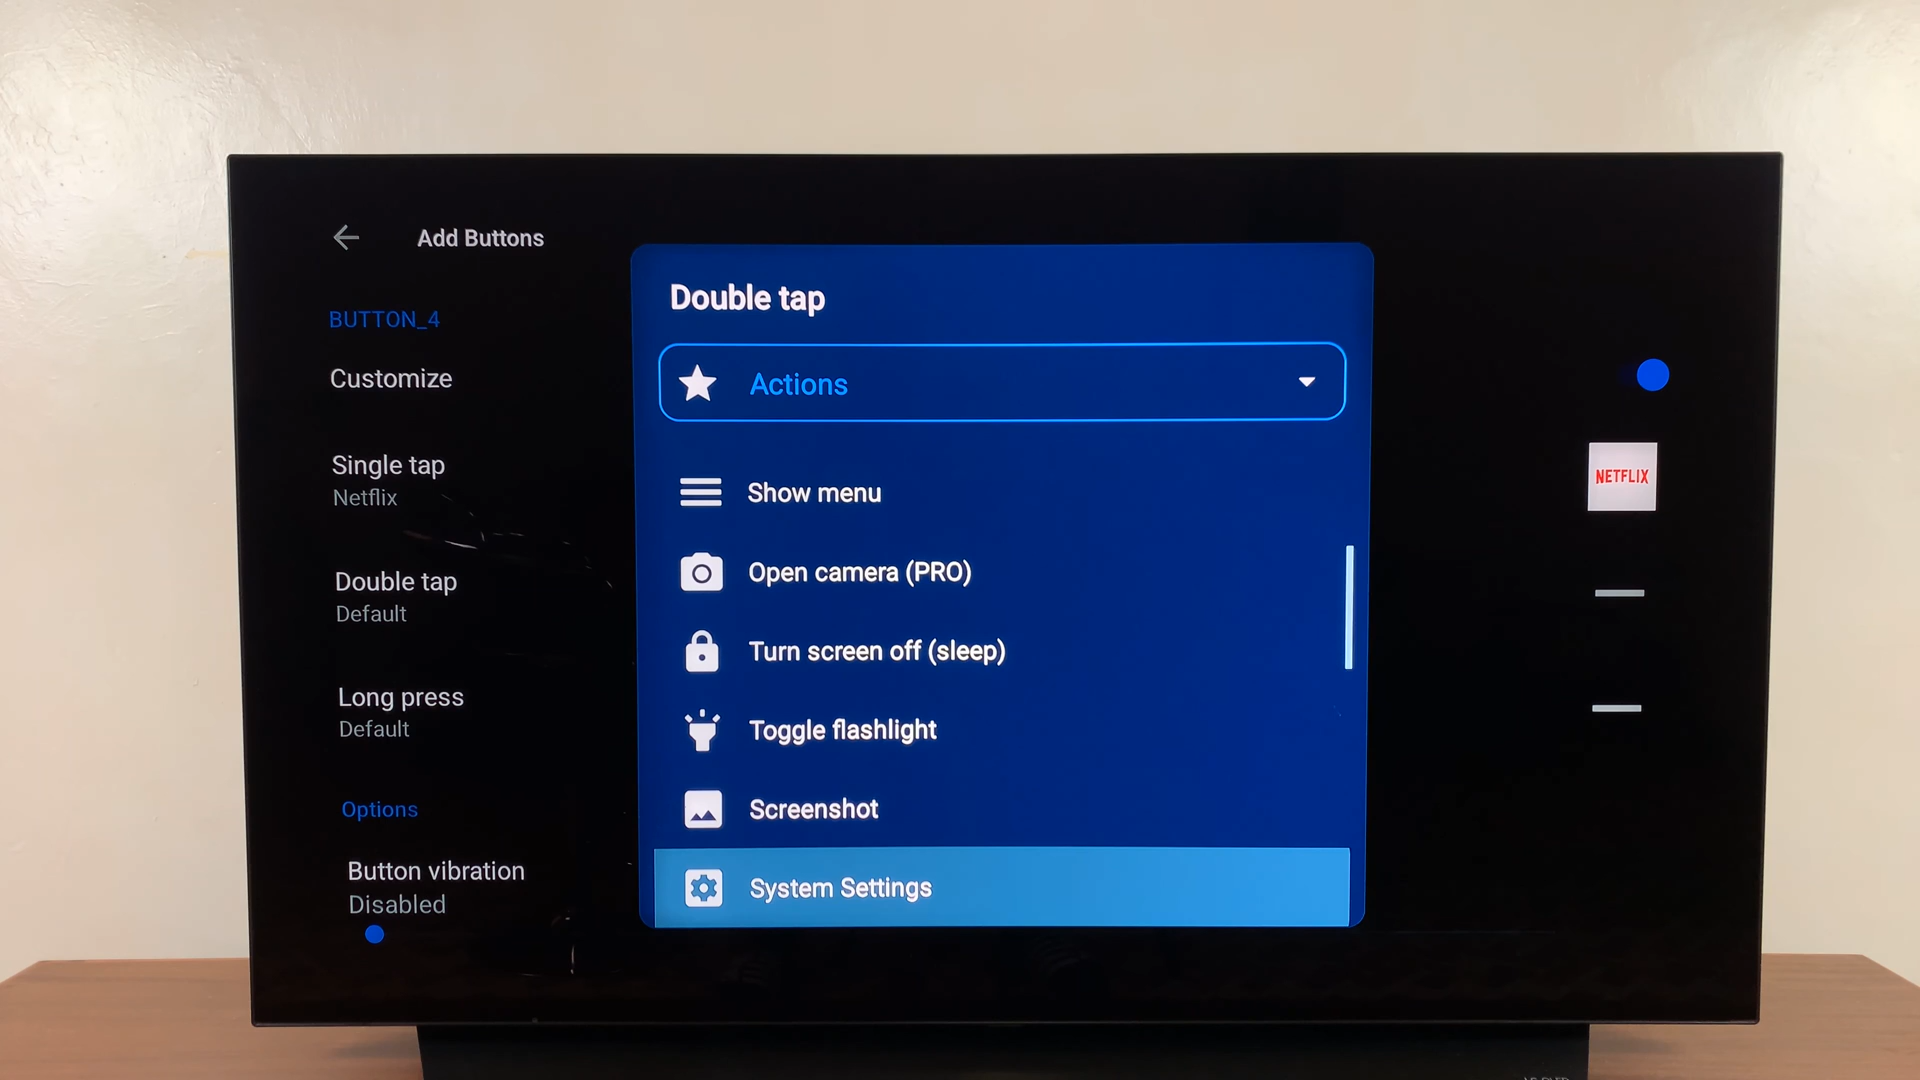 Add Buttons
BUTTON_4
Customize
Single tap
Netflix
NETFLIX
Double tap
Default
Long press
Default
Options
Button vibration
Disabled
Double tap
Actions
Show menu
Open camera (PRO)
Turn screen off (sleep)
Toggle flashlight
Screenshot
System Settings